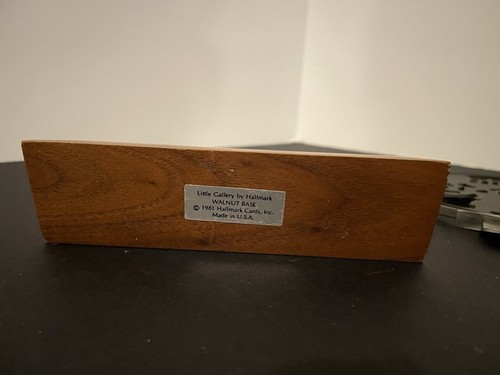 Little Gallery by Hallmark
WALNUT BASE
© 1981 Hallmark Cards, Inc.
Made in U.S.A.